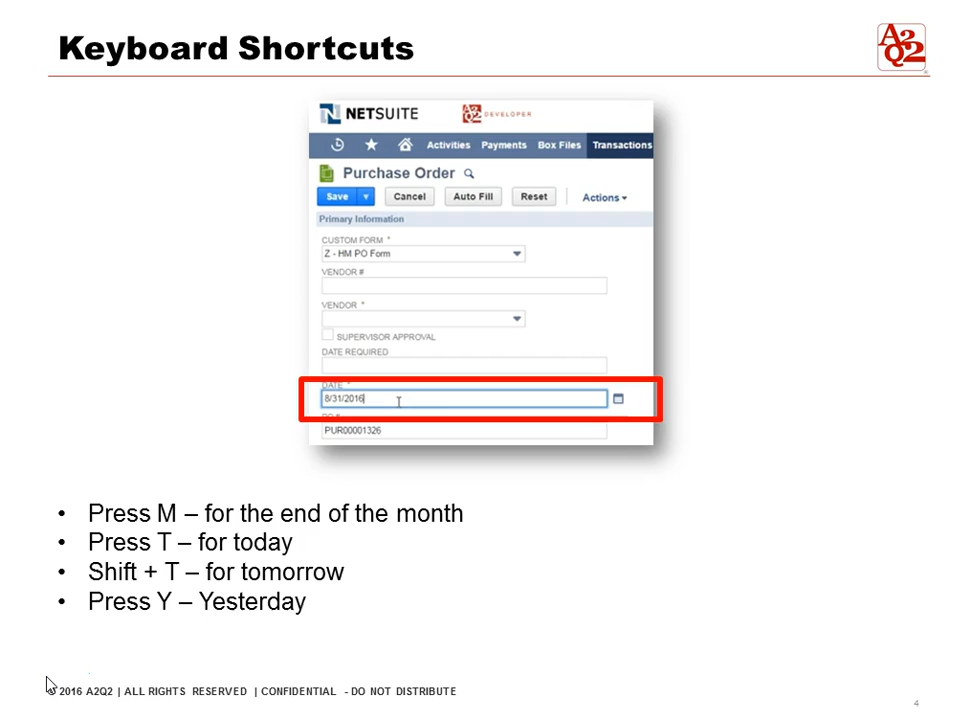 Keyboard Shortcuts
A2Q2
NETSUITE A2Q2 DEVELOPER
Activities Payments Box Files Transactions
Purchase Order
Save Cancel Auto Fill Reset Actions
Primary Information
CUSTOM FORM *
Z - HM PO Form
VENDOR #
VENDOR *
SUPERVISOR APPROVAL
DATE REQUIRED
DATE *
8/31/2016
PUR00001326
• Press M – for the end of the month
• Press T – for today
• Shift + T – for tomorrow
• Press Y – Yesterday
© 2016 A2Q2 | ALL RIGHTS RESERVED | CONFIDENTIAL - DO NOT DISTRIBUTE
4